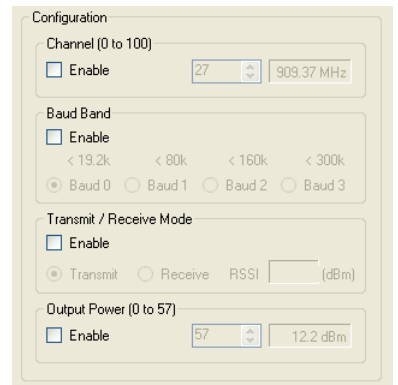 Configuration
Channel (0 to 100)
Enable 27 909.37 MHz
Baud Band
Enable
< 19.2k < 80k < 160k < 300k
Baud 0 Baud 1 Baud 2 Baud 3
Transmit / Receive Mode
Enable
Transmit Receive RSSI (dBm)
Output Power (0 to 57)
Enable 57 12.2 dBm